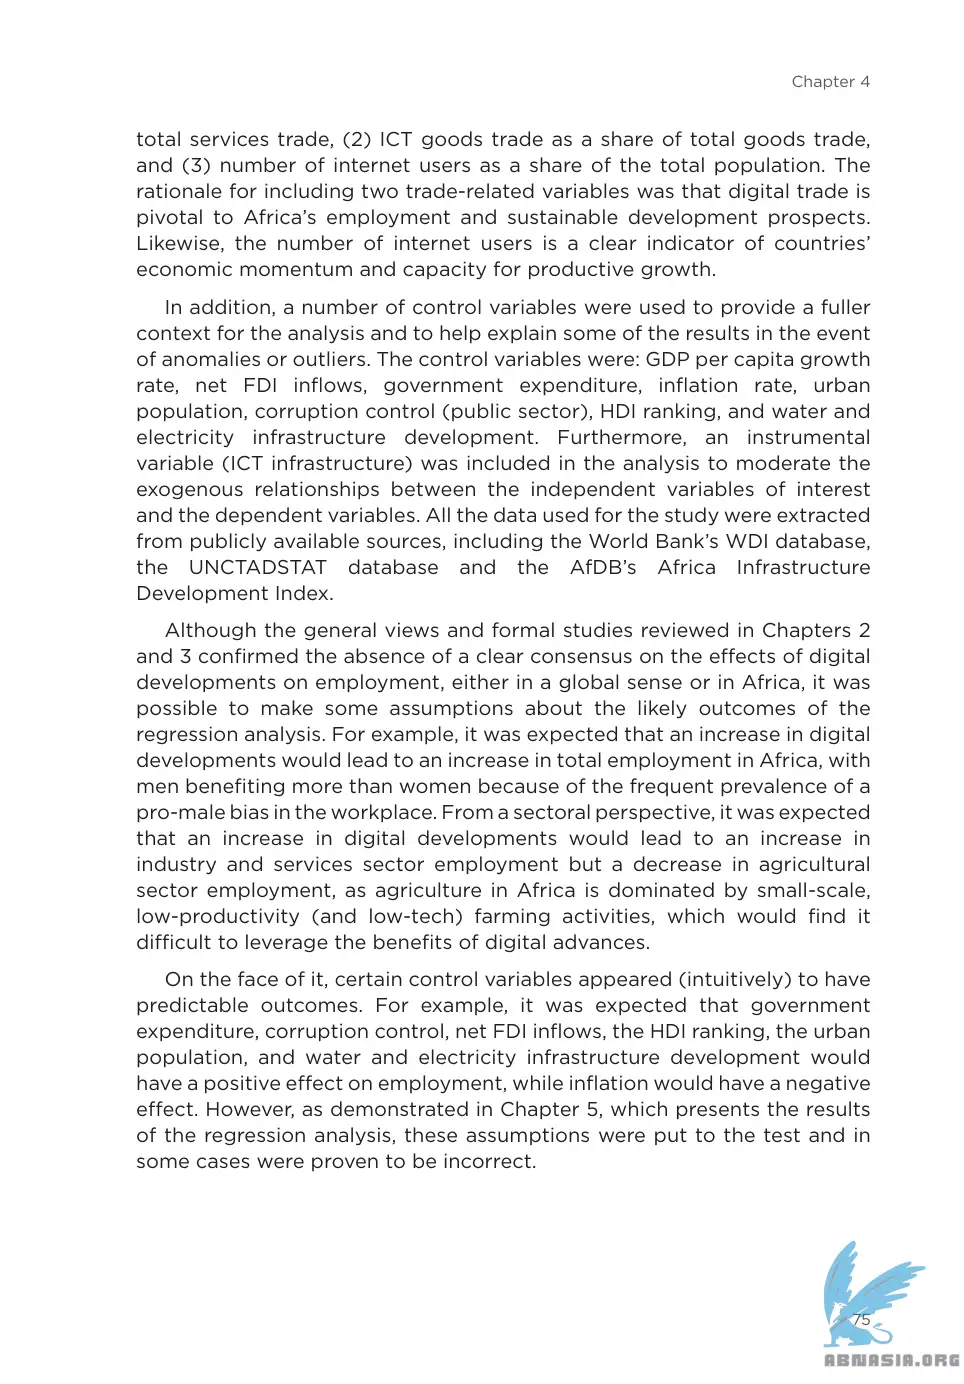 Chapter 4
total services trade, (2) ICT goods trade as a share of total goods trade,
and (3) number of internet users as a share of the total population. The
rationale for including two trade-related variables was that digital trade is
pivotal to Africa’s employment and sustainable development prospects.
Likewise, the number of internet users is a clear indicator of countries’
economic momentum and capacity for productive growth.
In addition, a number of control variables were used to provide a fuller
context for the analysis and to help explain some of the results in the event
of anomalies or outliers. The control variables were: GDP per capita growth
rate, net FDI inflows, government expenditure, inflation rate, urban
population, corruption control (public sector), HDI ranking, and water and
electricity infrastructure development. Furthermore, an instrumental
variable (ICT infrastructure) was included in the analysis to moderate the
exogenous relationships between the independent variables of interest
and the dependent variables. All the data used for the study were extracted
from publicly available sources, including the World Bank’s WDI database,
the UNCTADSTAT database and the AfDB’s Africa Infrastructure
Development Index.
Although the general views and formal studies reviewed in Chapters 2
and 3 confirmed the absence of a clear consensus on the effects of digital
developments on employment, either in a global sense or in Africa, it was
possible to make some assumptions about the likely outcomes of the
regression analysis. For example, it was expected that an increase in digital
developments would lead to an increase in total employment in Africa, with
men benefiting more than women because of the frequent prevalence of a
pro-male bias in the workplace. From a sectoral perspective, it was expected
that an increase in digital developments would lead to an increase in
industry and services sector employment but a decrease in agricultural
sector employment, as agriculture in Africa is dominated by small-scale,
low-productivity (and low-tech) farming activities, which would find it
difficult to leverage the benefits of digital advances.
On the face of it, certain control variables appeared (intuitively) to have
predictable outcomes. For example, it was expected that government
expenditure, corruption control, net FDI inflows, the HDI ranking, the urban
population, and water and electricity infrastructure development would
have a positive effect on employment, while inflation would have a negative
effect. However, as demonstrated in Chapter 5, which presents the results
of the regression analysis, these assumptions were put to the test and in
some cases were proven to be incorrect.
75
ABNASIA.ORG